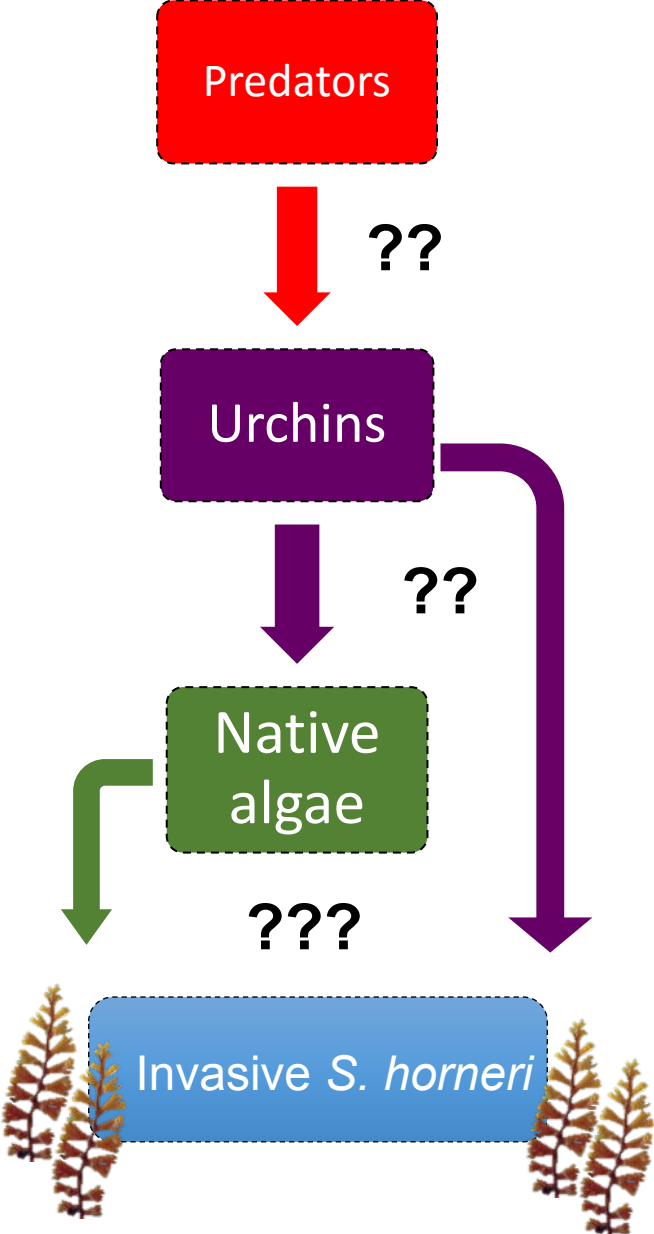 Predators
??
Urchins
??
Native
algae
???
Invasive S. horneri